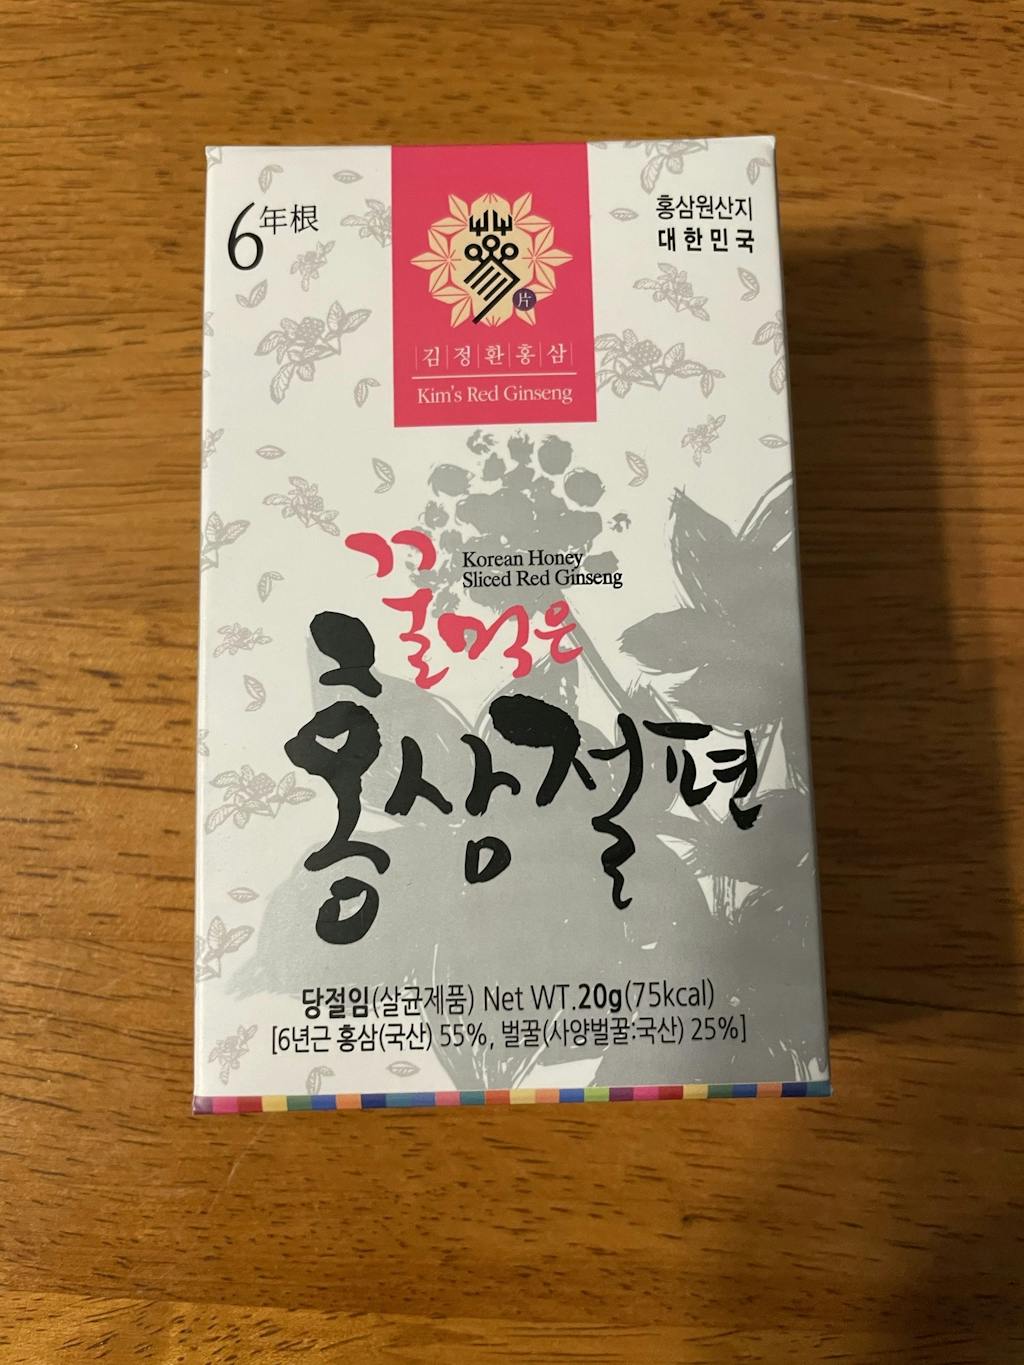 6年根
홍삼원산지
대한민국
片
김정환홍삼
Kim's Red Ginseng
Korean Honey
Sliced Red Ginseng
꿀먹은
홍삼절편
당절임(살균제품) Net WT.20g(75kcal)
[6년근 홍삼(국산) 55%, 벌꿀(사양벌꿀:국산) 25%]